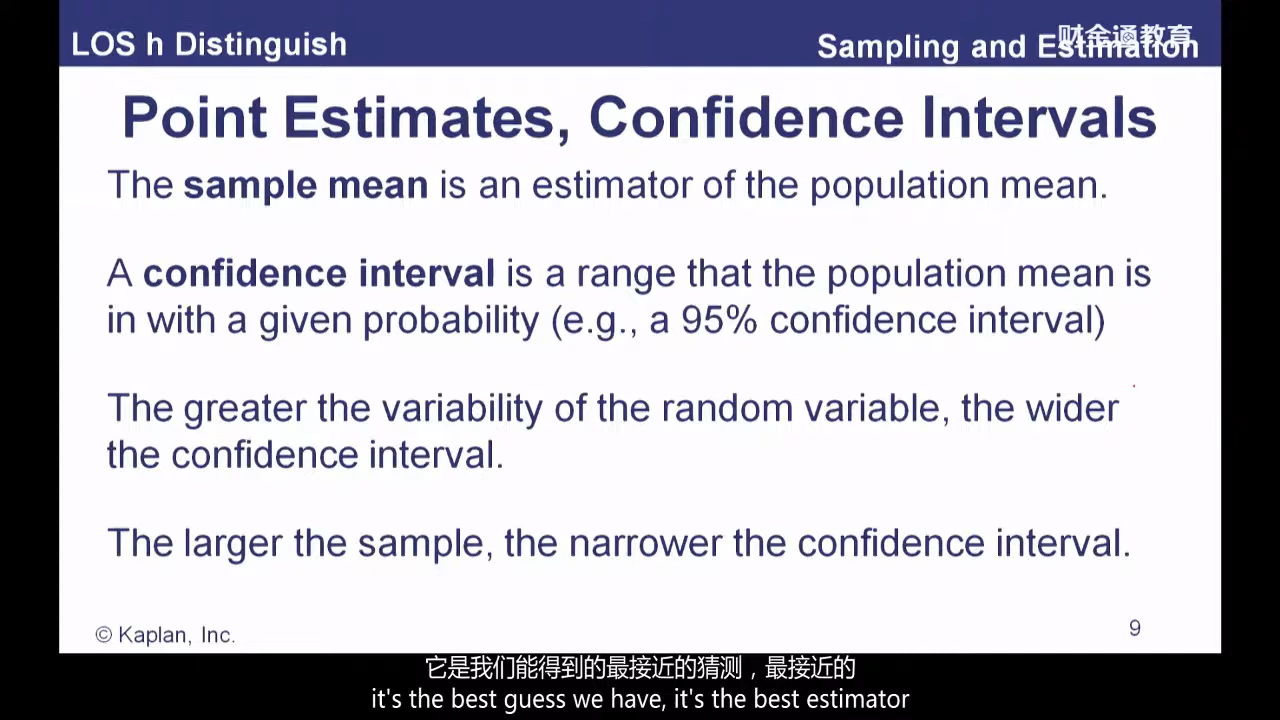 LOS h Distinguish
财金通教育
Sampling and Estimation
Point Estimates, Confidence Intervals
The sample mean is an estimator of the population mean.
A confidence interval is a range that the population mean is
in with a given probability (e.g., a 95% confidence interval)
The greater the variability of the random variable, the wider
the confidence interval.
The larger the sample, the narrower the confidence interval.
© Kaplan, Inc.
9
它是我们能得到的最接近的猜测，最接近的
it's the best guess we have, it's the best estimator